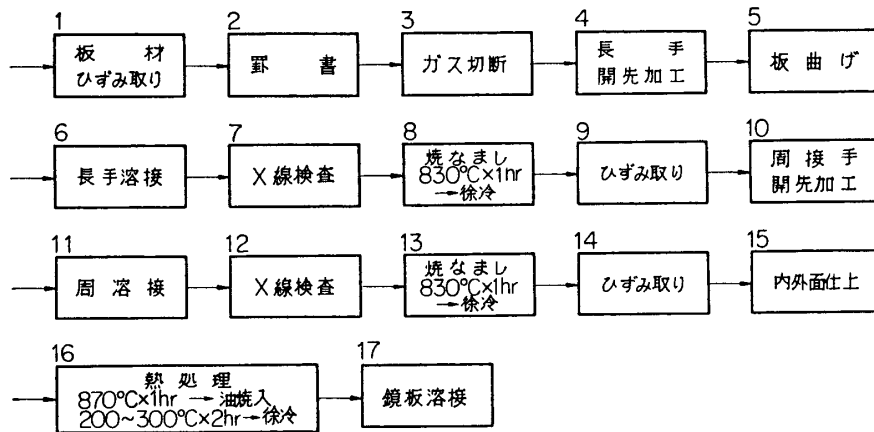 1 2 3 4 5
板材
ひずみ取り
罫書
ガス切断
長手
開先加工
板曲げ
6 7 8 9 10
長手溶接
X線検査
焼なまし
830°C×1hr
→徐冷
ひずみ取り
周接手
開先加工
11 12 13 14 15
周溶接
X線検査
焼なまし
830°C×1hr
→徐冷
ひずみ取り
内外面仕上
16 17
熱処理
870°C×1hr→油焼入
200~300°C×2hr→徐冷
鏡板溶接